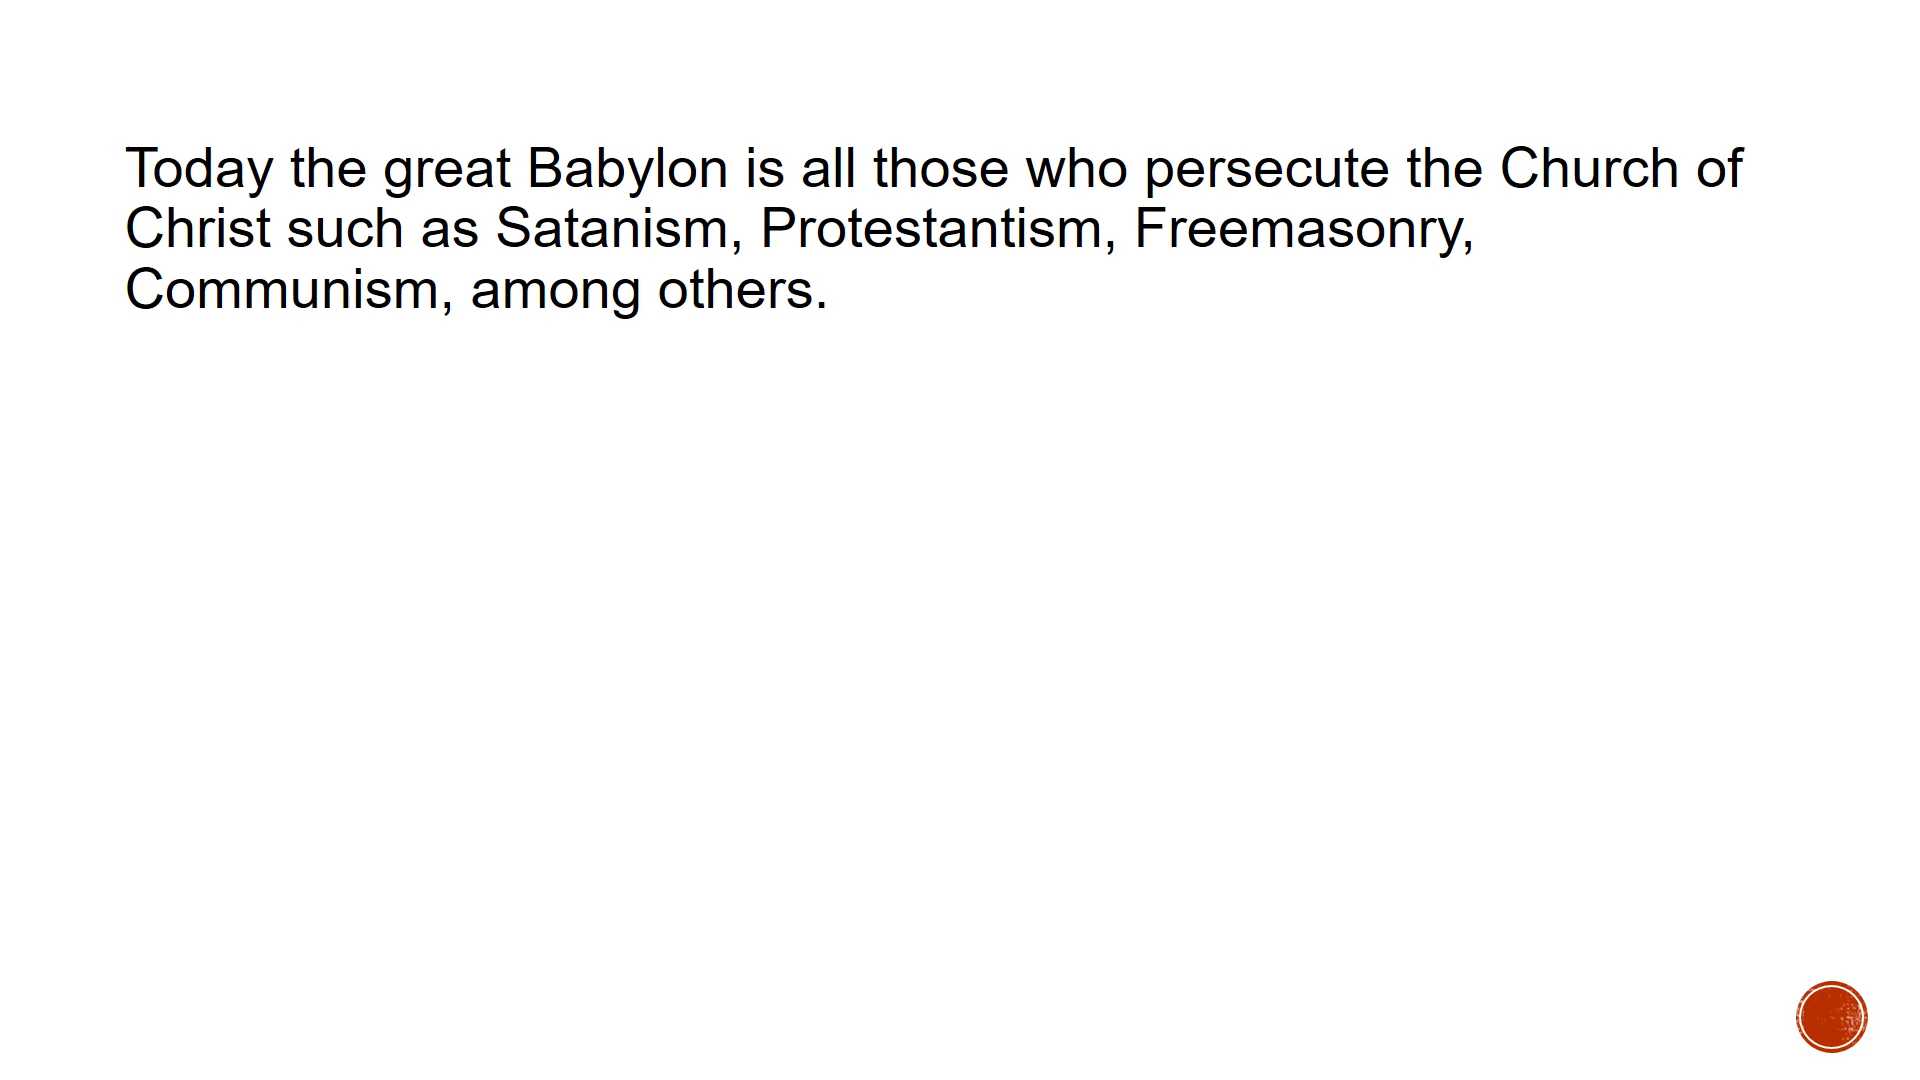 Today the great Babylon is all those who persecute the Church of
Christ such as Satanism, Protestantism, Freemasonry,
Communism, among others.